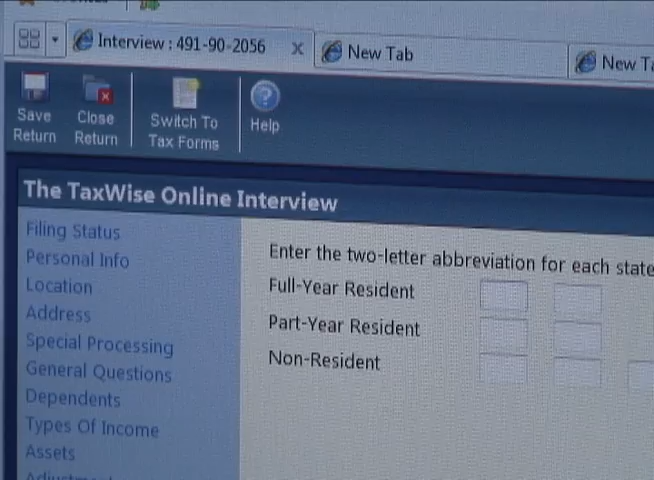 Interview : 491-90-2056
New Tab
New
Save Return
Close Return
Switch To Tax Forms
Help
The TaxWise Online Interview
Filing Status
Personal Info
Location
Address
Special Processing
General Questions
Dependents
Types Of Income
Assets
Enter the two-letter abbreviation for each state
Full-Year Resident
Part-Year Resident
Non-Resident